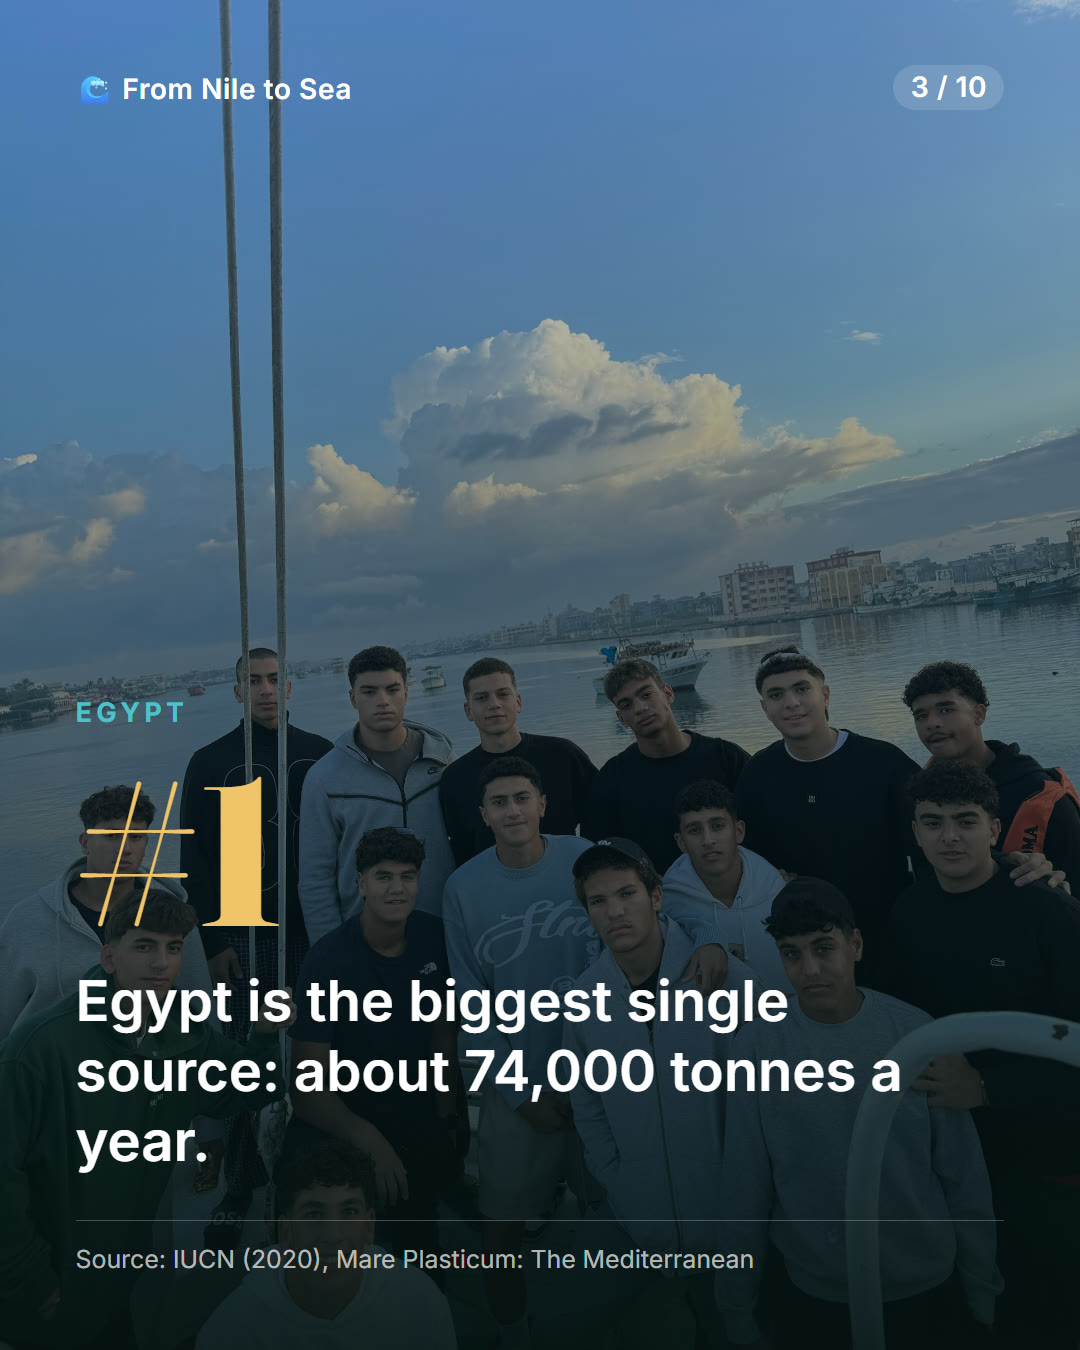 🌊 From Nile to Sea
3 / 10
EGYPT
#1
Egypt is the biggest single
source: about 74,000 tonnes a
year.
Source: IUCN (2020), Mare Plasticum: The Mediterranean